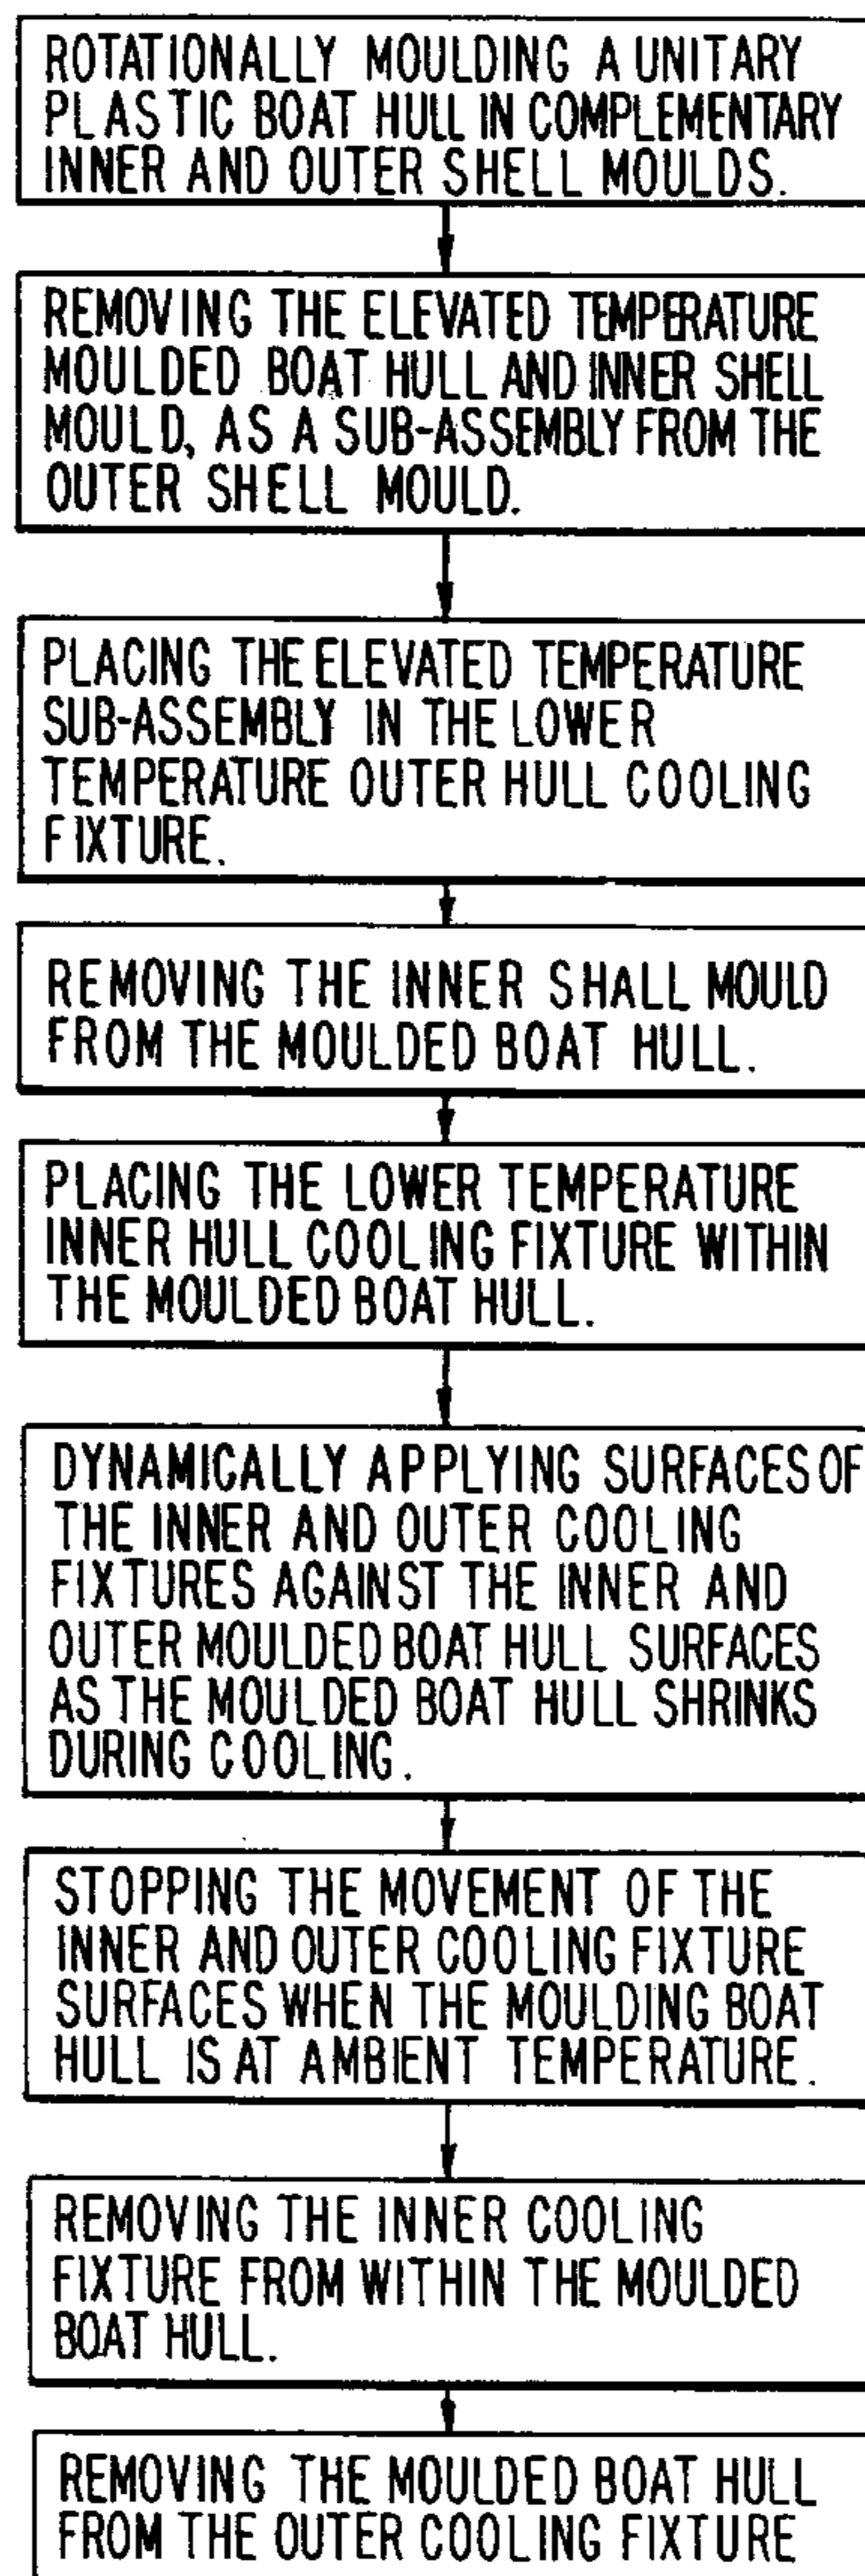 ROTATIONALLY MOULDING A UNITARY
PLASTIC BOAT HULL IN COMPLEMENTARY
INNER AND OUTER SHELL MOULDS.
REMOVING THE ELEVATED TEMPERATURE
MOULDED BOAT HULL AND INNER SHELL
MOULD, AS A SUB-ASSEMBLY FROM THE
OUTER SHELL MOULD.
PLACING THE ELEVATED TEMPERATURE
SUB-ASSEMBLY IN THE LOWER
TEMPERATURE OUTER HULL COOLING
FIXTURE.
REMOVING THE INNER SHALL MOULD
FROM THE MOULDED BOAT HULL.
PLACING THE LOWER TEMPERATURE
INNER HULL COOLING FIXTURE WITHIN
THE MOULDED BOAT HULL.
DYNAMICALLY APPLYING SURFACES OF
THE INNER AND OUTER COOLING
FIXTURES AGAINST THE INNER AND
OUTER MOULDED BOAT HULL SURFACES
AS THE MOULDED BOAT HULL SHRINKS
DURING COOLING.
STOPPING THE MOVEMENT OF THE
INNER AND OUTER COOLING FIXTURE
SURFACES WHEN THE MOULDING BOAT
HULL IS AT AMBIENT TEMPERATURE.
REMOVING THE INNER COOLING
FIXTURE FROM WITHIN THE MOULDED
BOAT HULL.
REMOVING THE MOULDED BOAT HULL
FROM THE OUTER COOLING FIXTURE